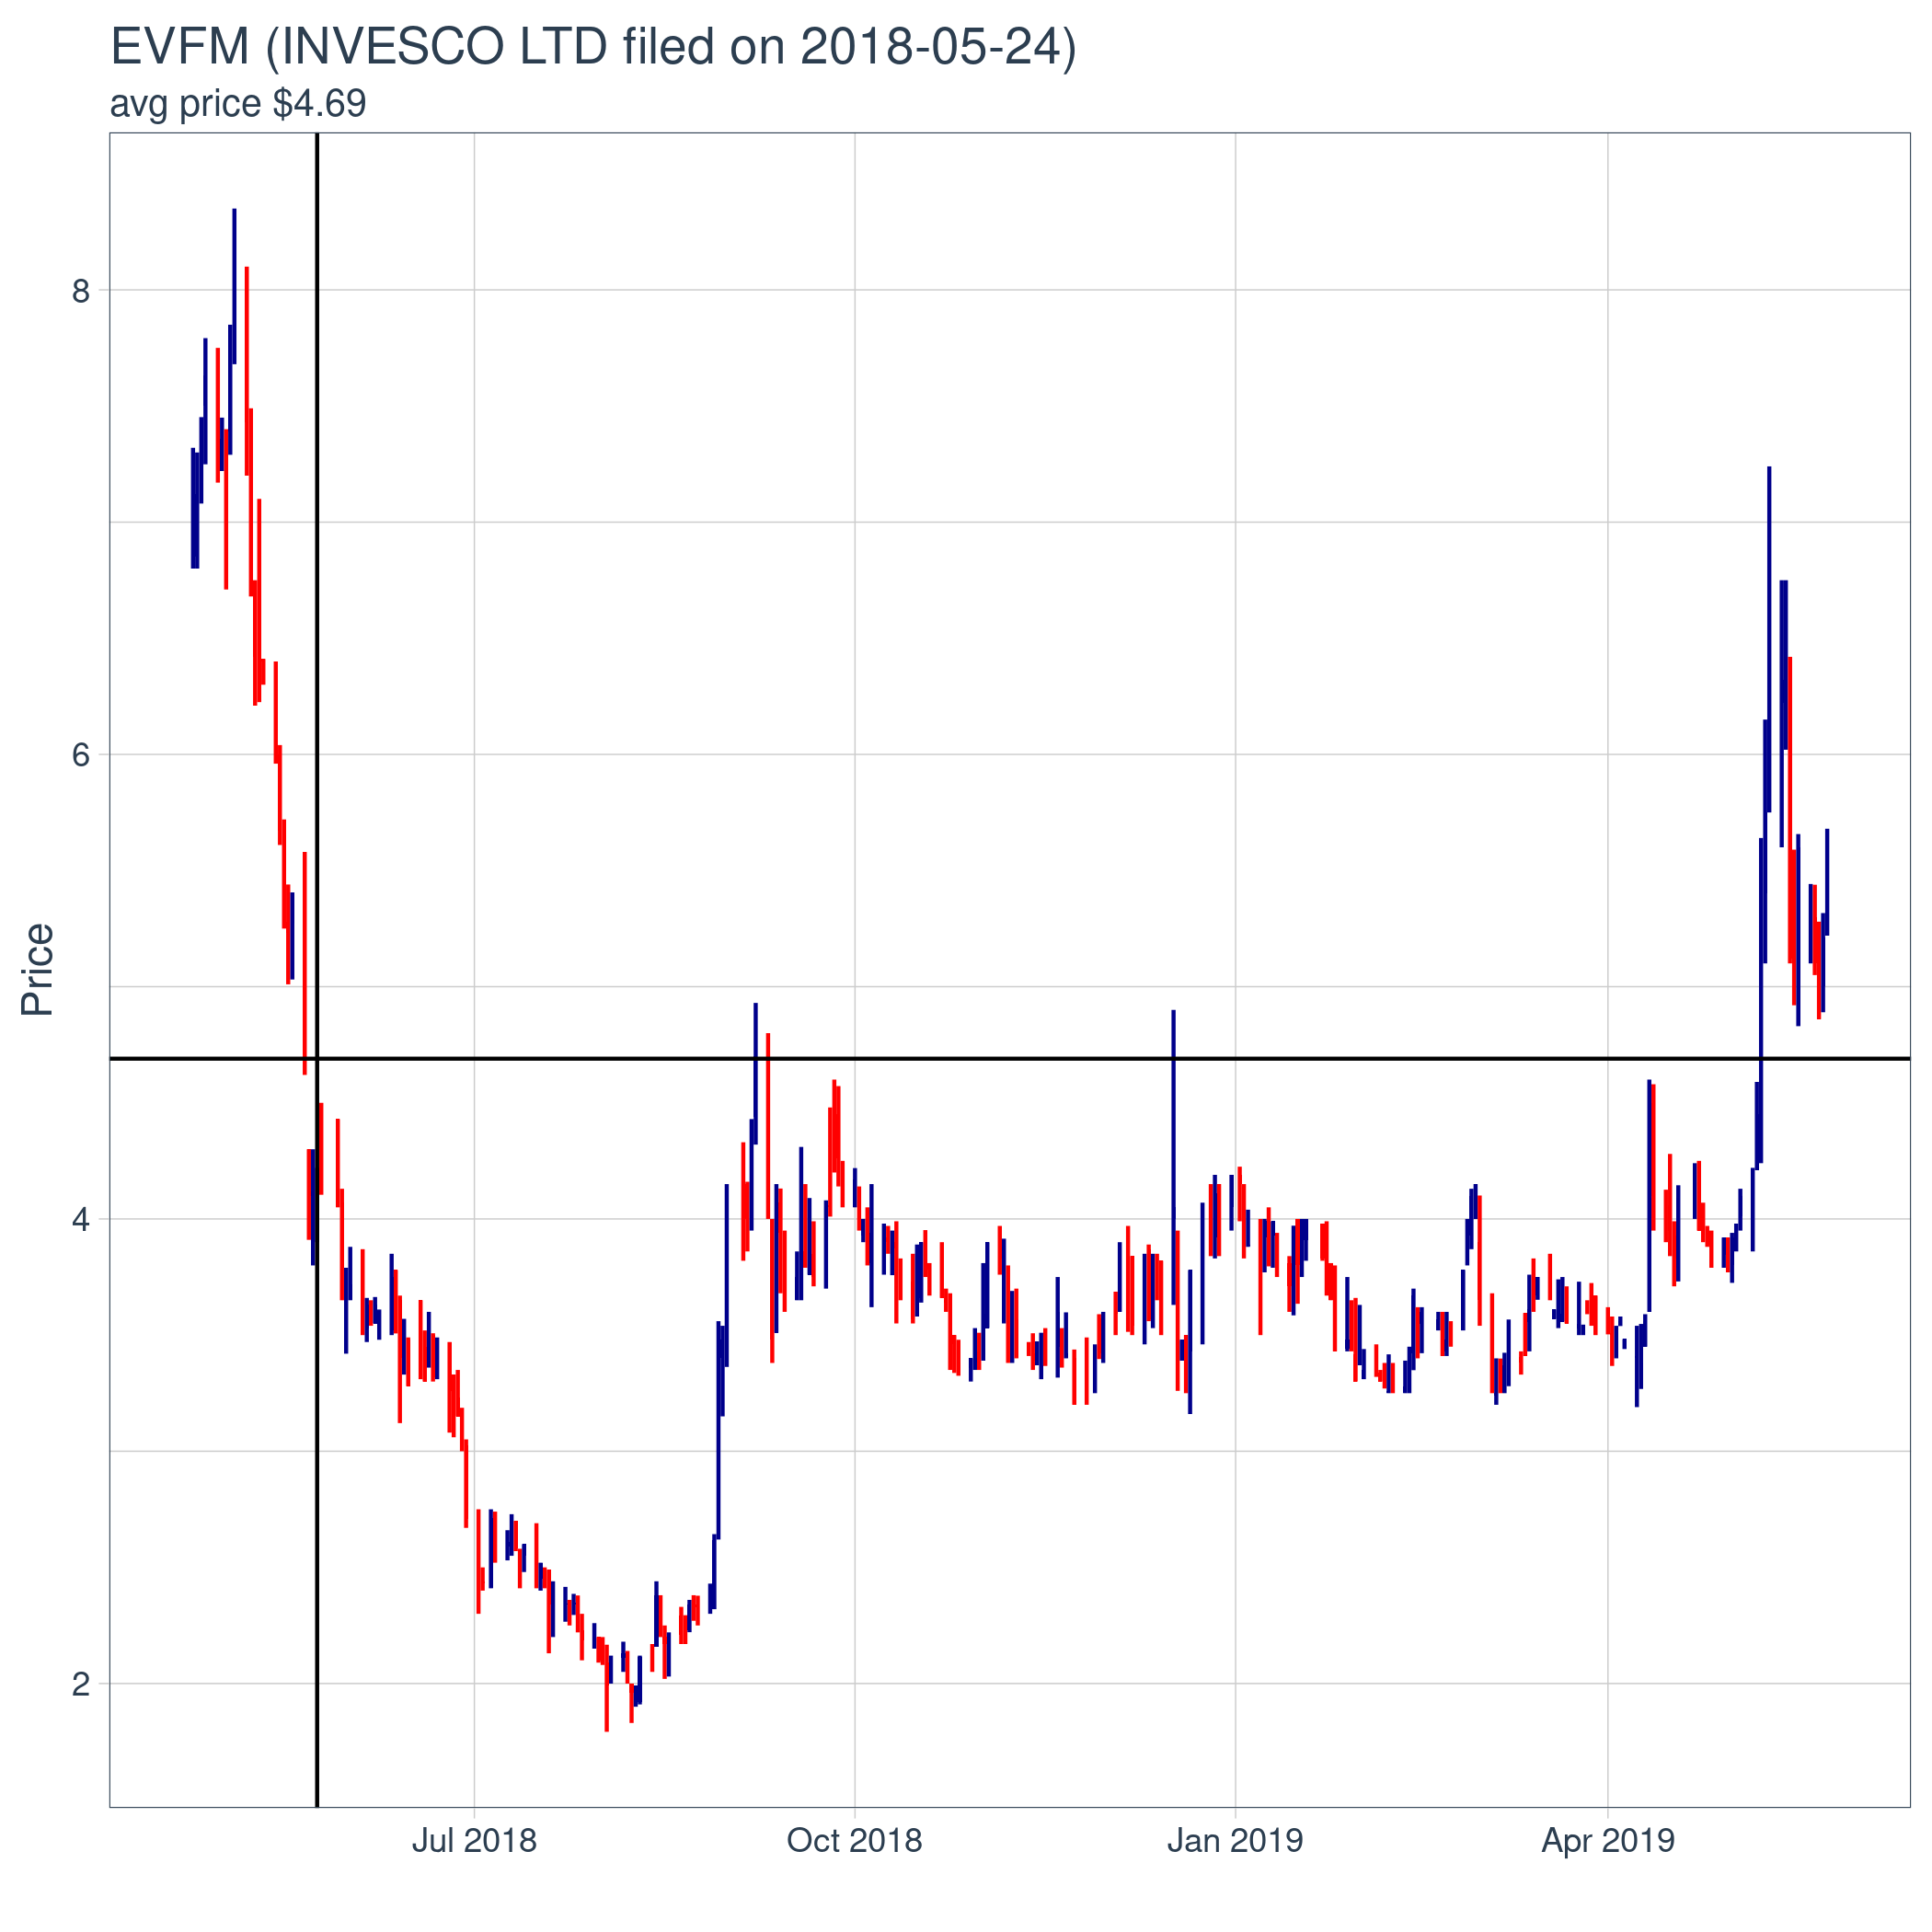 EVFM (INVESCO LTD filed on 2018-05-24)
avg price $4.69
8
6
4
2
Price
Jul 2018
Oct 2018
Jan 2019
Apr 2019